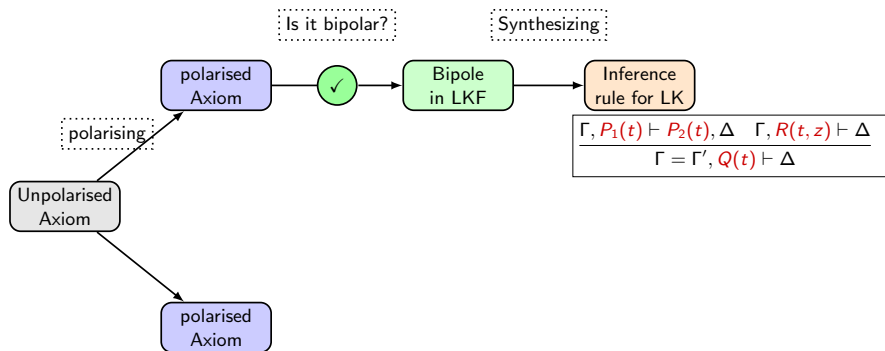 Is it bipolar?
Synthesizing
polarised
Axiom
✓
Bipole
in LKF
Inference
rule for LK
polarising
Γ, P₁(t) ⊢ P₂(t), Δ    Γ, R(t, z) ⊢ Δ
Γ = Γ′, Q(t) ⊢ Δ
Unpolarised
Axiom
polarised
Axiom